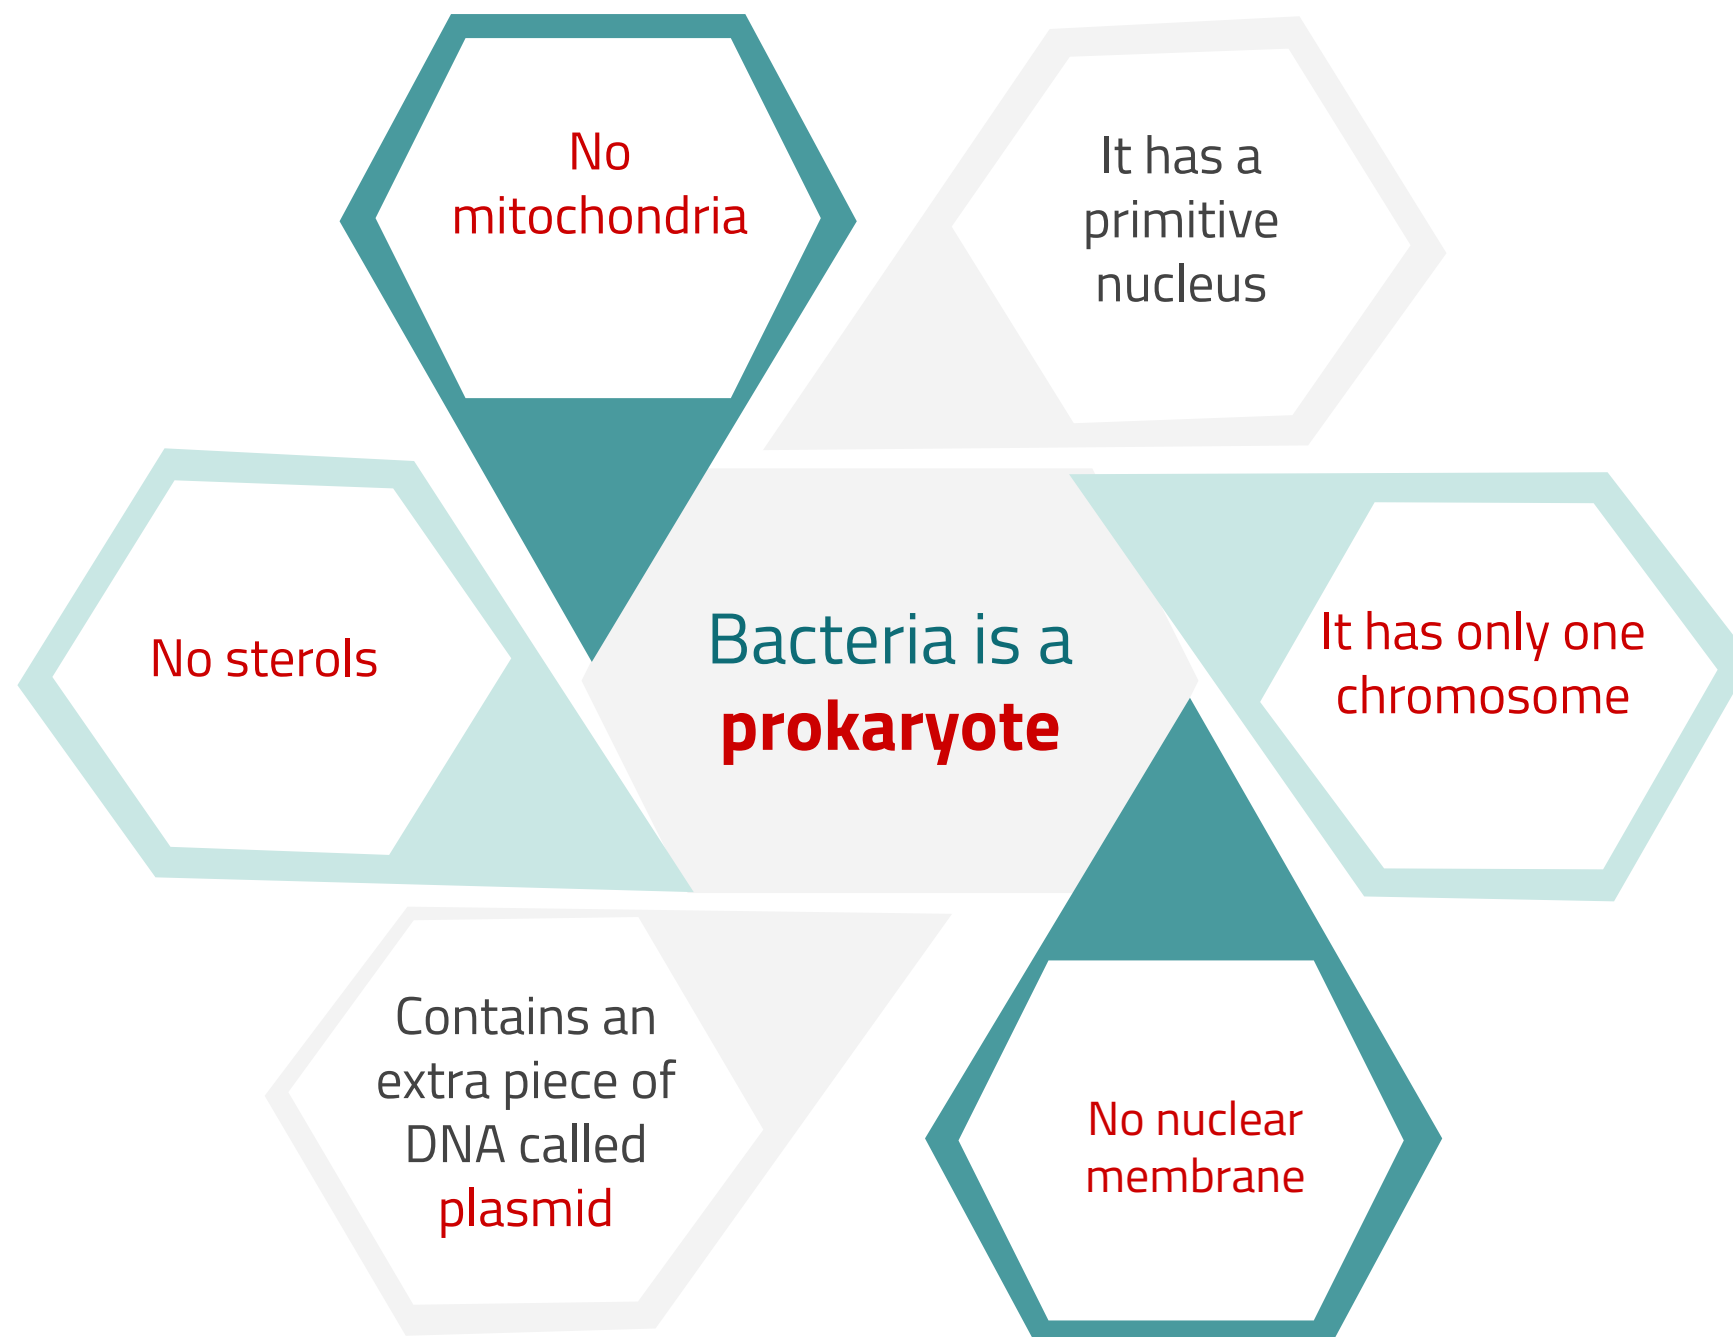 No
mitochondria
It has a
primitive
nucleus
No sterols
Bacteria is a
prokaryote
It has only one
chromosome
Contains an
extra piece of
DNA called
plasmid
No nuclear
membrane